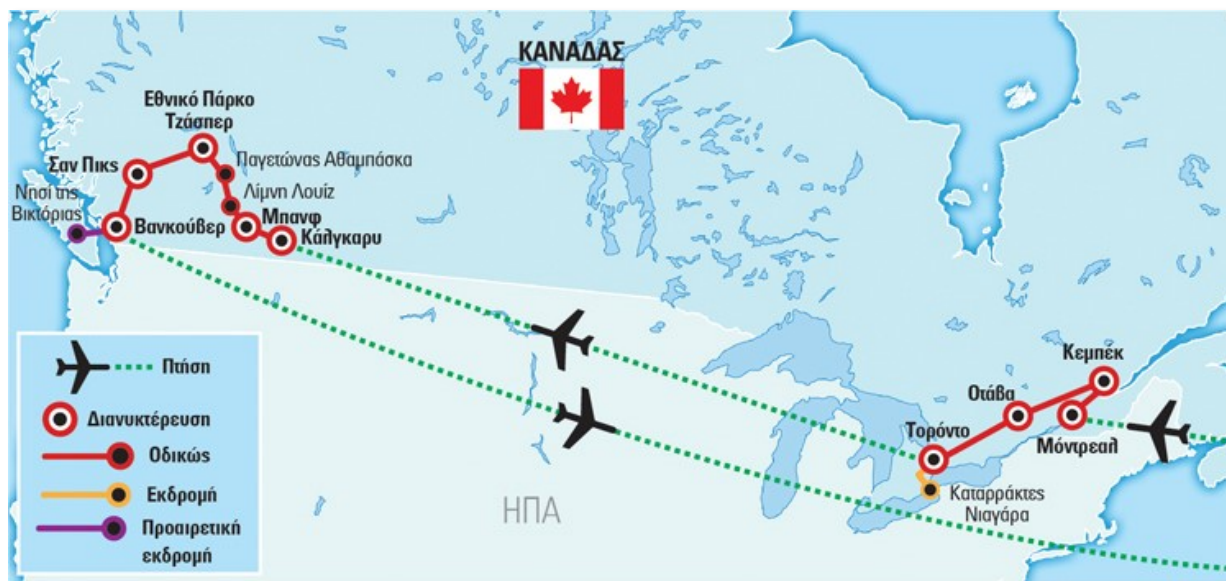 ΚΑΝΑΔΑΣ
Εθνικό Πάρκο
Τζάσπερ
Σαν Πικς
Παγετώνας Αθαμπάσκα
Λίμνη Λουίζ
Νησί της
Βικτόριας
Βανκούβερ
Μπανφ
Κάλγκαρυ
Πτήση
Διανυκτέρευση
Οδικώς
Εκδρομή
Προαιρετική
εκδρομή
ΗΠΑ
Κεμπέκ
Οτάβα
Τορόντο
Μόντρεαλ
Καταρράκτες
Νιαγάρα